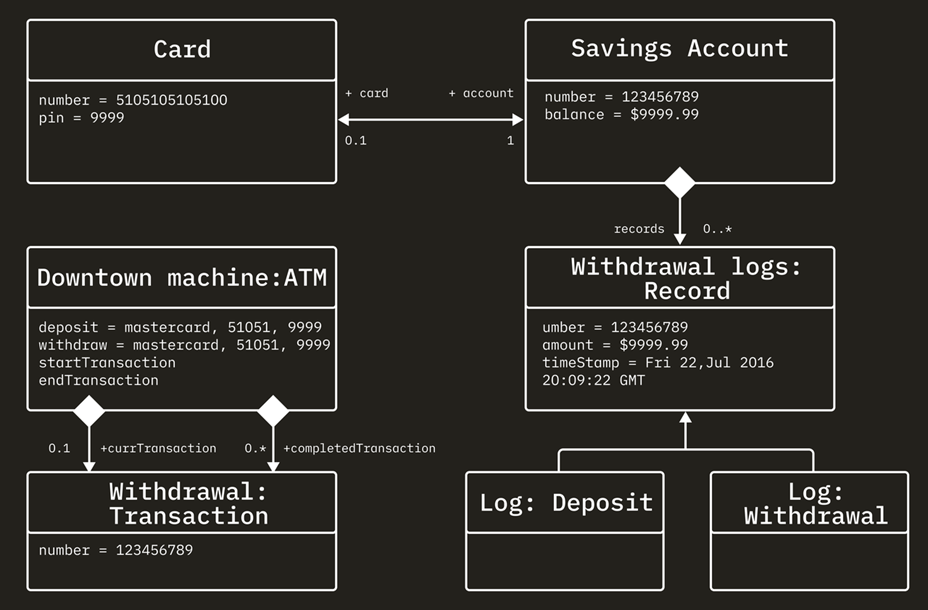 Card
number = 5105105105100
pin = 9999
+ card
+ account
0.1
1
Savings Account
number = 123456789
balance = $9999.99
records
0..*
Downtown machine:ATM
deposit = mastercard, 51051, 9999
withdraw = mastercard, 51051, 9999
startTransaction
endTransaction
Withdrawal logs:
Record
umber = 123456789
amount = $9999.99
timeStamp = Fri 22,Jul 2016
20:09:22 GMT
0.1
+currTransaction
0.*
+completedTransaction
Withdrawal:
Transaction
number = 123456789
Log: Deposit
Log:
Withdrawal